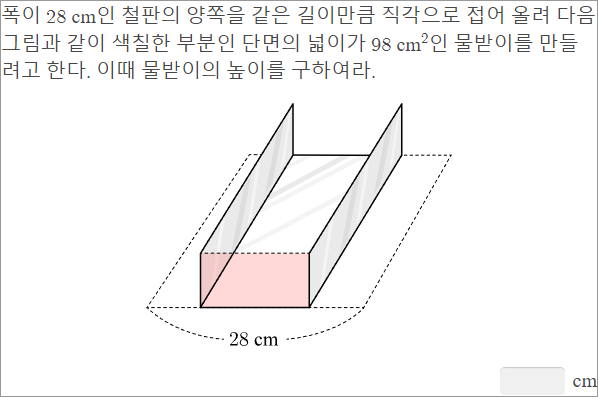 폭이 28 cm인 철판의 양쪽을 같은 길이만큼 직각으로 접어 올려 다음
그림과 같이 색칠한 부분인 단면의 넓이가 98 cm²인 물받이를 만들
려고 한다. 이때 물받이의 높이를 구하여라.
28 cm
cm